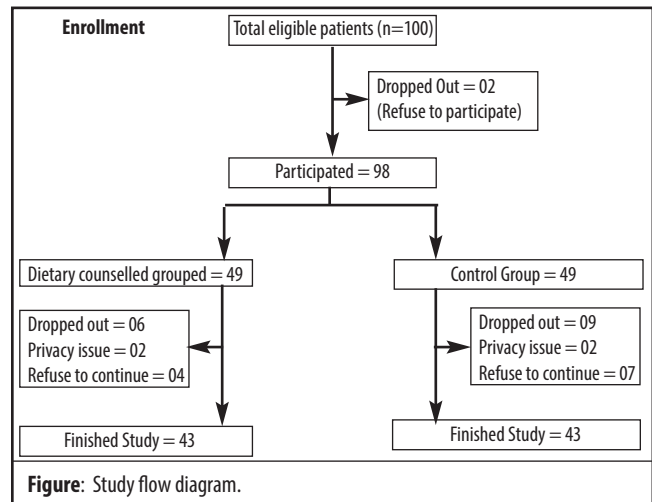 Enrollment
Total eligible patients (n=100)
Dropped Out = 02
(Refuse to participate)
Participated = 98
Dietary counselled grouped = 49
Control Group = 49
Dropped out = 06
Privacy issue = 02
Refuse to continue = 04
Dropped out = 09
Privacy issue = 02
Refuse to continue = 07
Finished Study = 43
Finished Study = 43
Figure: Study flow diagram.